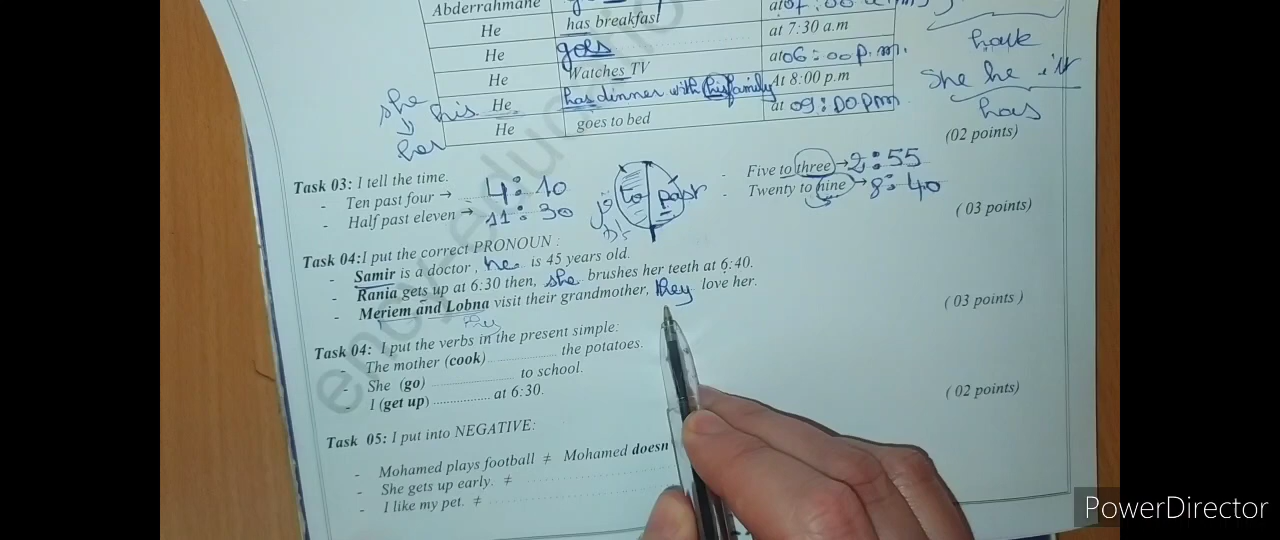 Abderrahmane
He has breakfast at 7:30 a.m
He goes at 06:00 p.m.
have
He Watches TV At 8:00 p.m
she he it
she his He has dinner with his family at 09:00 pm
has
her He goes to bed
(02 points)
Task 03: I tell the time.
- Ten past four → 4:10
- Half past eleven → 11:30
to past
- Five to three → 2:55
- Twenty to nine → 8:40
( 03 points)
Task 04:I put the correct PRONOUN :
- Samir is a doctor , he is 45 years old.
- Rania gets up at 6:30 then, she brushes her teeth at 6:40.
- Meriem and Lobna visit their grandmother, they love her.
they
( 03 points )
Task 04: I put the verbs in the present simple:
- The mother (cook) ................ the potatoes.
- She (go) ...................... to school.
- I (get up) ................ at 6:30.
( 02 points)
Task 05: I put into NEGATIVE:
- Mohamed plays football ≠ Mohamed doesn
- She gets up early. ≠
- I like my pet. ≠
PowerDirector